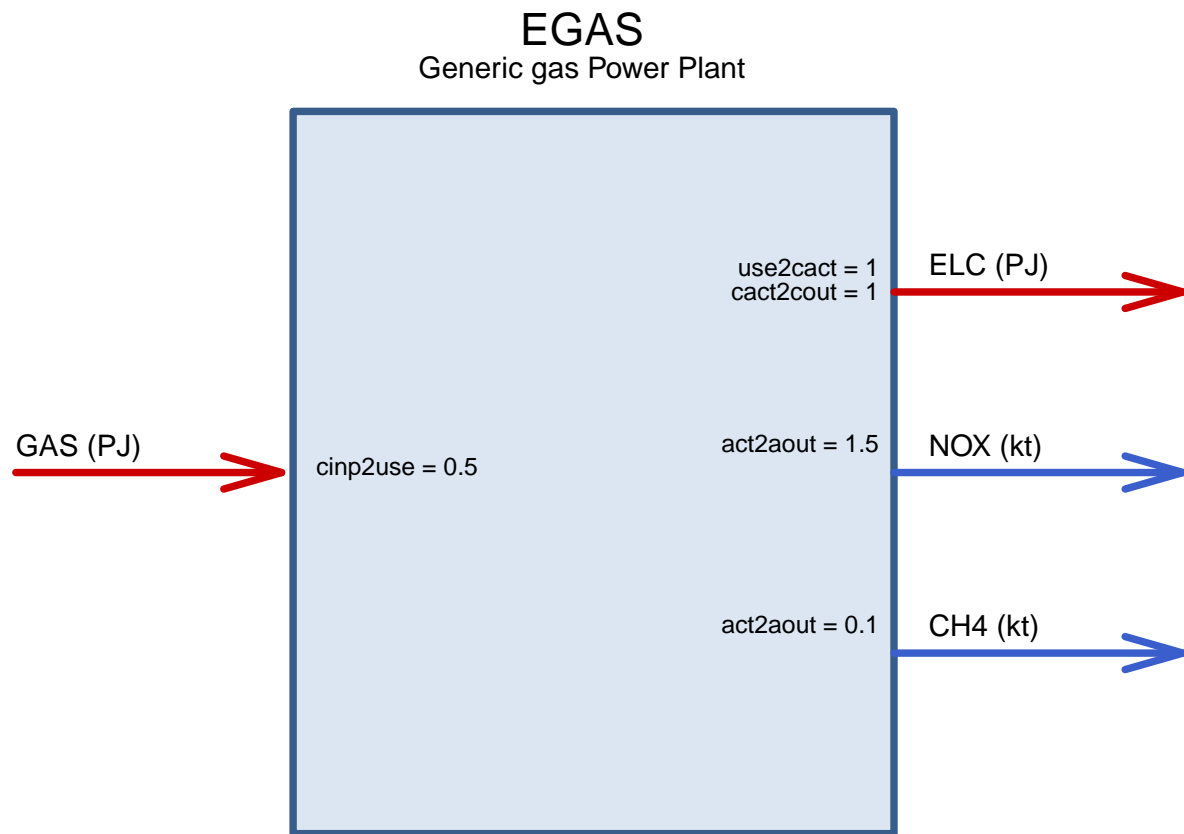 EGAS
Generic gas Power Plant
use2cact = 1
cact2cout = 1
ELC (PJ)
GAS (PJ)
cinp2use = 0.5
act2aout = 1.5
NOX (kt)
act2aout = 0.1
CH4 (kt)